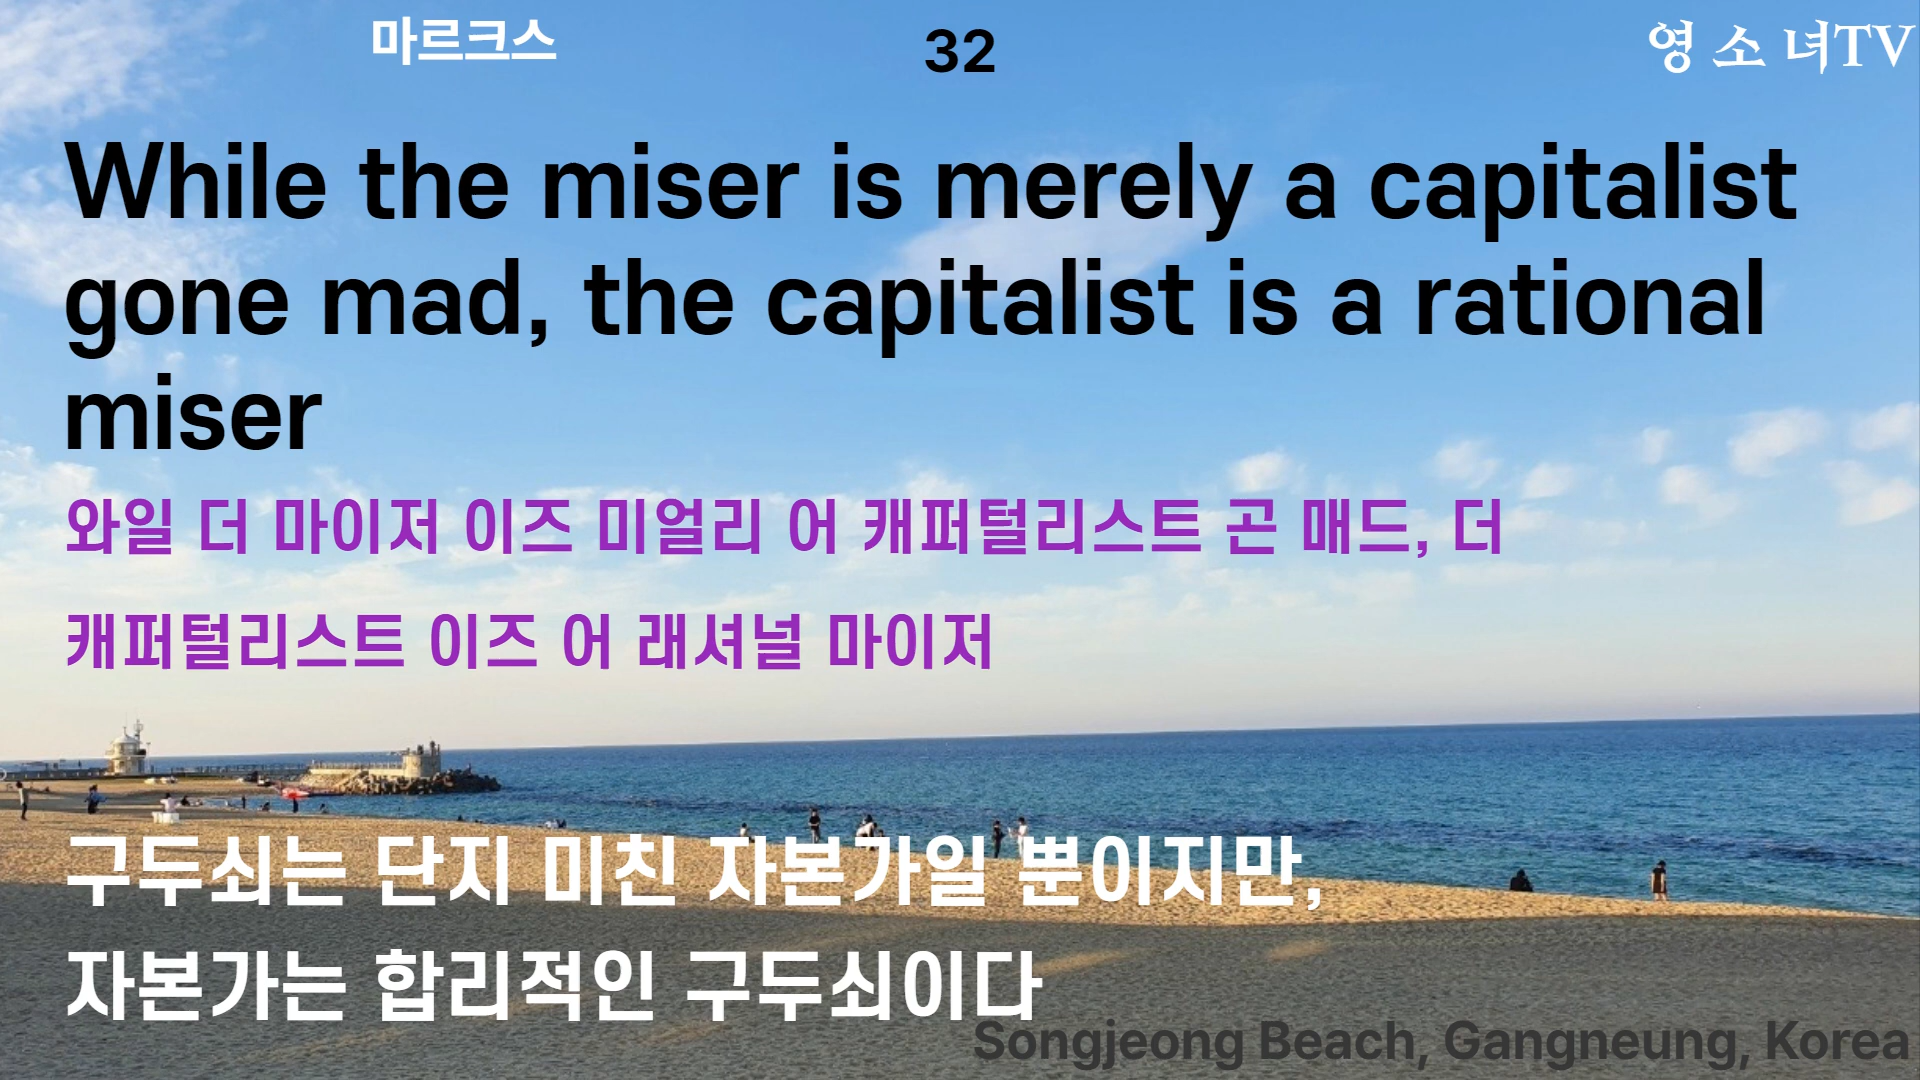 마르크스
32
영 소 녀TV
While the miser is merely a capitalist
gone mad, the capitalist is a rational
miser
와일 더 마이저 이즈 미얼리 어 캐퍼털리스트 곤 매드, 더
캐퍼털리스트 이즈 어 래셔널 마이저
구두쇠는 단지 미친 자본가일 뿐이지만,
자본가는 합리적인 구두쇠이다
Songjeong Beach, Gangneung, Korea